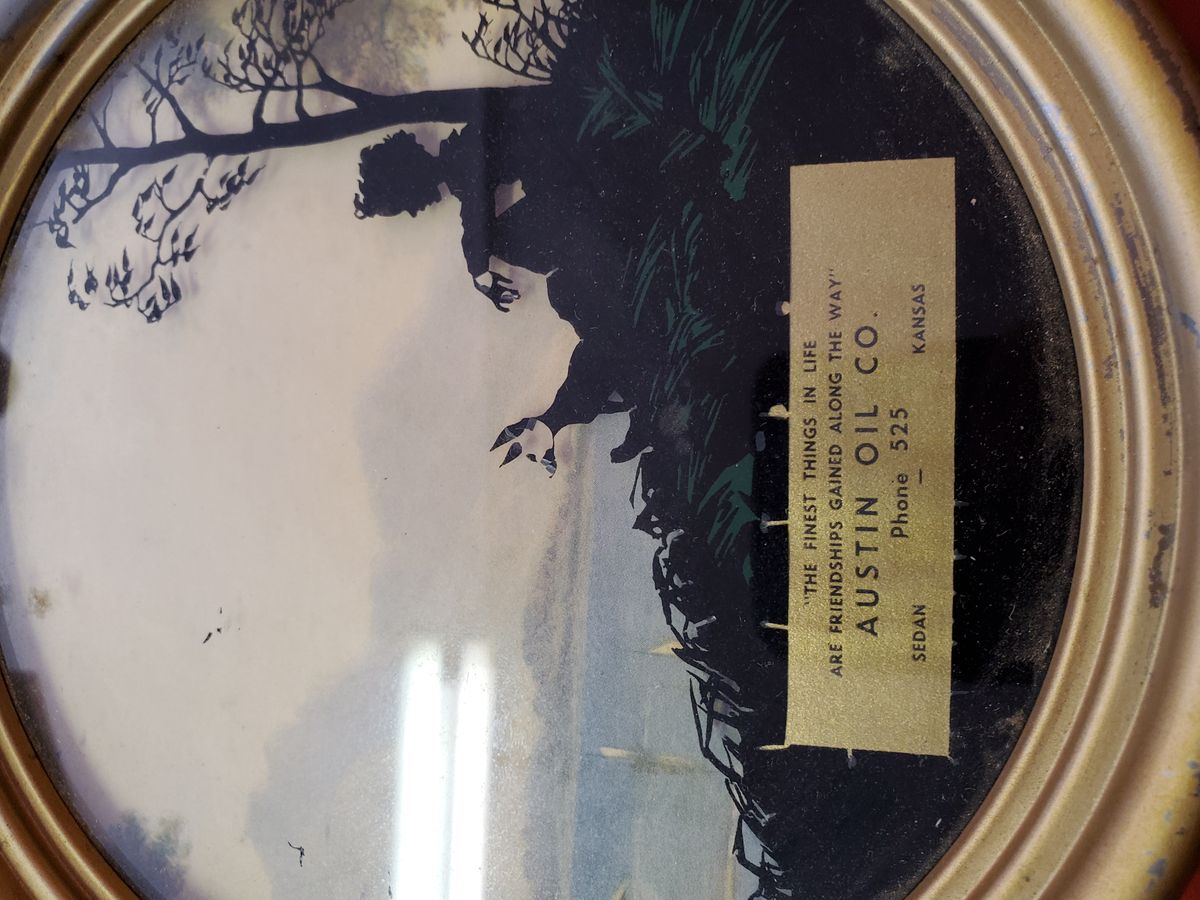 "THE FINEST THINGS IN LIFE
ARE FRIENDSHIPS GAINED ALONG THE WAY"
AUSTIN OIL CO.
Phone 525
SEDAN — KANSAS